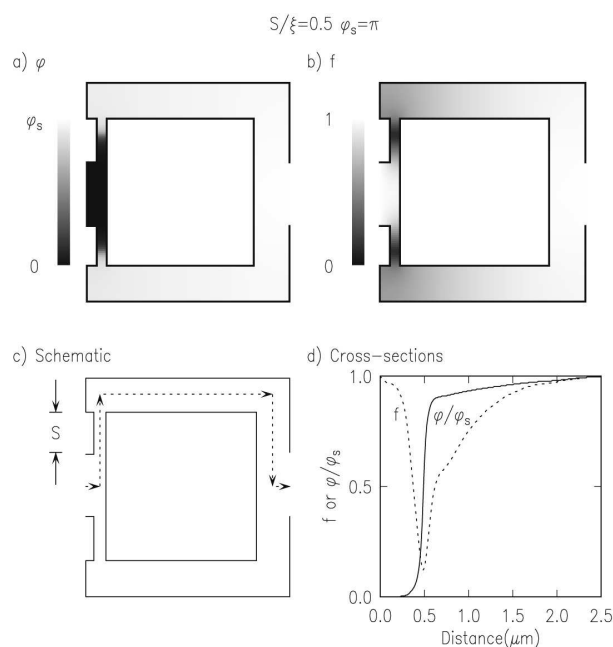 S/ξ=0.5 φₛ=π
a) φ
b) f
φₛ
0
1
0
c) Schematic
S
d) Cross-sections
f or φ/φₛ
1.0
0.5
0.0
f
φ/φₛ
0.0 0.5 1.0 1.5 2.0 2.5
Distance(μm)